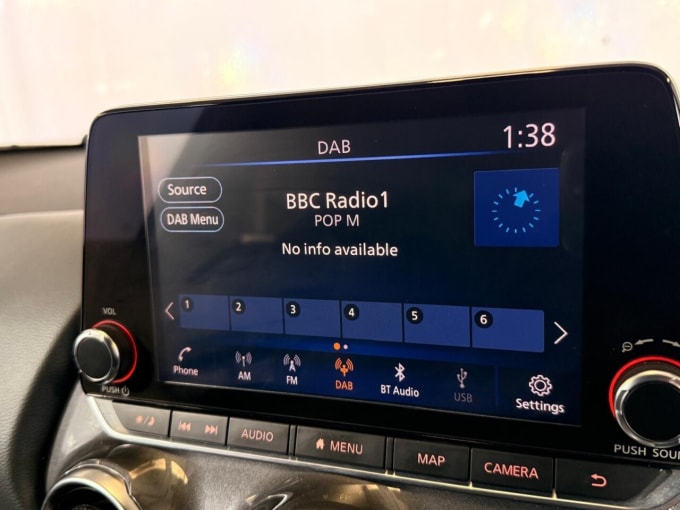 DAB
1:38
Source
DAB Menu
BBC Radio1
POP M
No info available
1 2 3 4 5 6
Phone AM FM DAB BT Audio USB Settings
VOL
PUSH
AUDIO MENU MAP CAMERA
PUSH SOU